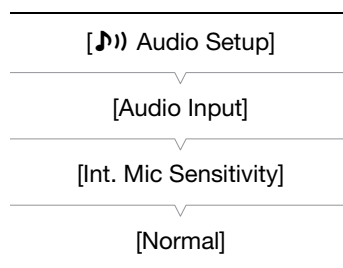 [♪)) Audio Setup]
[Audio Input]
[Int. Mic Sensitivity]
[Normal]